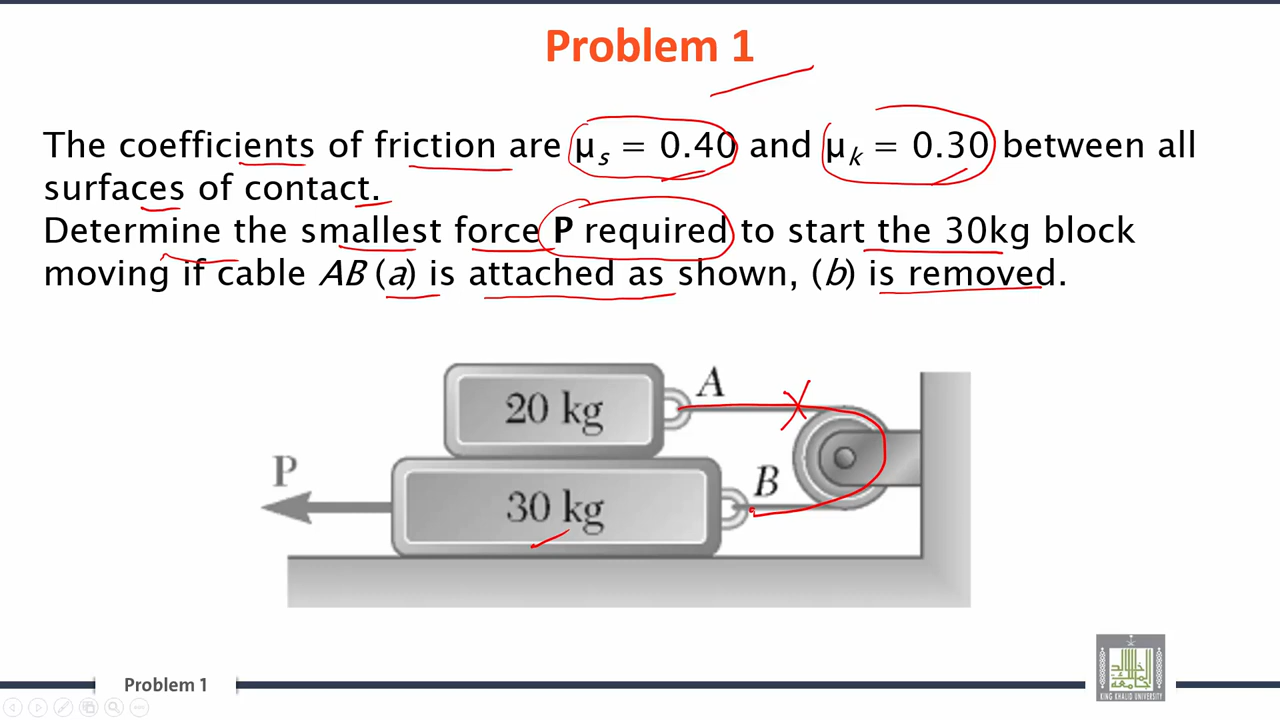 Problem 1
The coefficients of friction are μs = 0.40 and μk = 0.30 between all
surfaces of contact.
Determine the smallest force P required to start the 30kg block
moving if cable AB (a) is attached as shown, (b) is removed.
A
20 kg
P
B
30 kg
KING KHALID UNIVERSITY
Problem 1